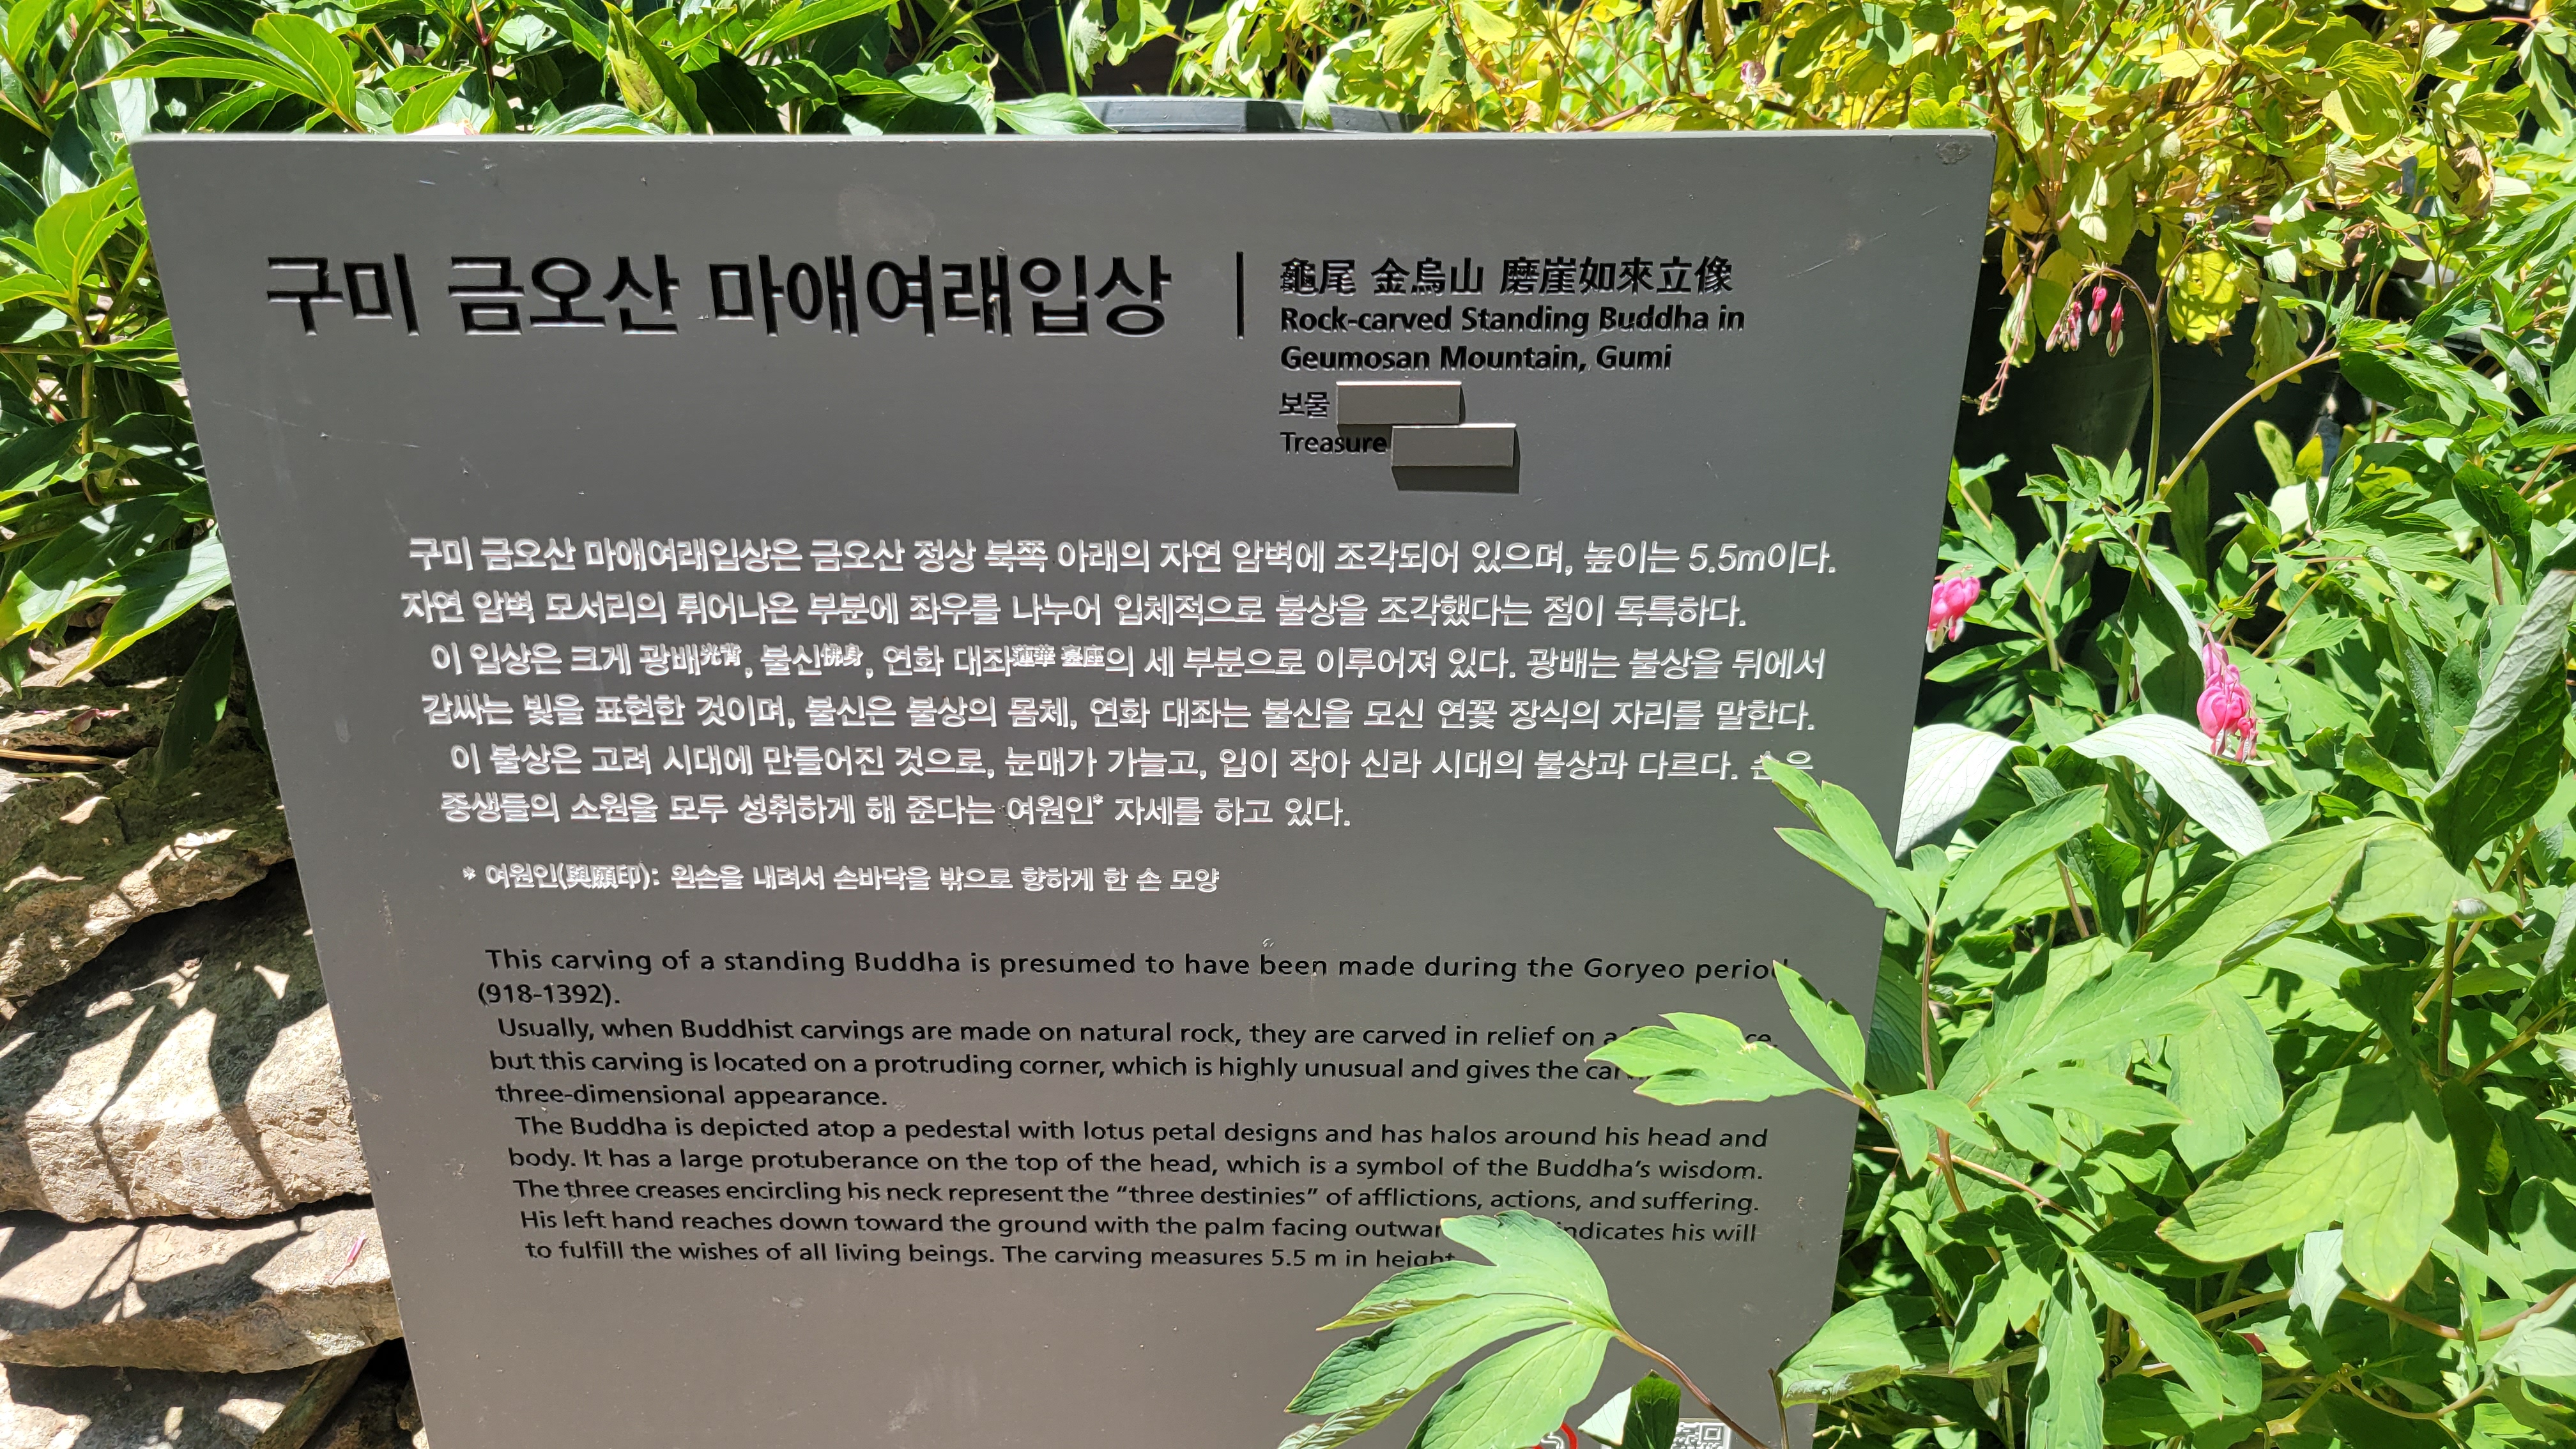 구미 금오산 마애여래입상
龜尾 金烏山 磨崖如來立像
Rock-carved Standing Buddha in
Geumosan Mountain, Gumi
보물
Treasure
구미 금오산 마애여래입상은 금오산 정상 북쪽 아래의 자연 암벽에 조각되어 있으며, 높이는 5.5m이다.
자연 암벽 모서리의 튀어나온 부분에 좌우를 나누어 입체적으로 불상을 조각했다는 점이 독특하다.
이 입상은 크게 광배光背, 불신佛身, 연화 대좌蓮華 臺座의 세 부분으로 이루어져 있다. 광배는 불상을 뒤에서
감싸는 빛을 표현한 것이며, 불신은 불상의 몸체, 연화 대좌는 불신을 모신 연꽃 장식의 자리를 말한다.
이 불상은 고려 시대에 만들어진 것으로, 눈매가 가늘고, 입이 작아 신라 시대의 불상과 다르다. 손은
중생들의 소원을 모두 성취하게 해 준다는 여원인* 자세를 하고 있다.
* 여원인(與願印): 왼손을 내려서 손바닥을 밖으로 향하게 한 손 모양
This carving of a standing Buddha is presumed to have been made during the Goryeo period
(918-1392).
Usually, when Buddhist carvings are made on natural rock, they are carved in relief on a
but this carving is located on a protruding corner, which is highly unusual and gives the
three-dimensional appearance.
The Buddha is depicted atop a pedestal with lotus petal designs and has halos around his head and
body. It has a large protuberance on the top of the head, which is a symbol of the Buddha's wisdom.
The three creases encircling his neck represent the "three destinies" of afflictions, actions, and suffering.
His left hand reaches down toward the ground with the palm facing indicates his will
to fulfill the wishes of all living beings. The carving measures 5.5 m in height